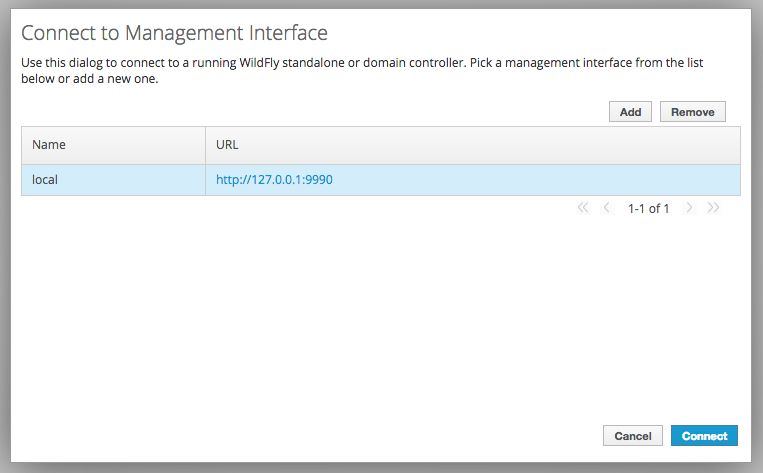 Connect to Management Interface
Use this dialog to connect to a running WildFly standalone or domain controller. Pick a management interface from the list
below or add a new one.
Add Remove
Name URL
local http://127.0.0.1:9990
1-1 of 1
Cancel Connect